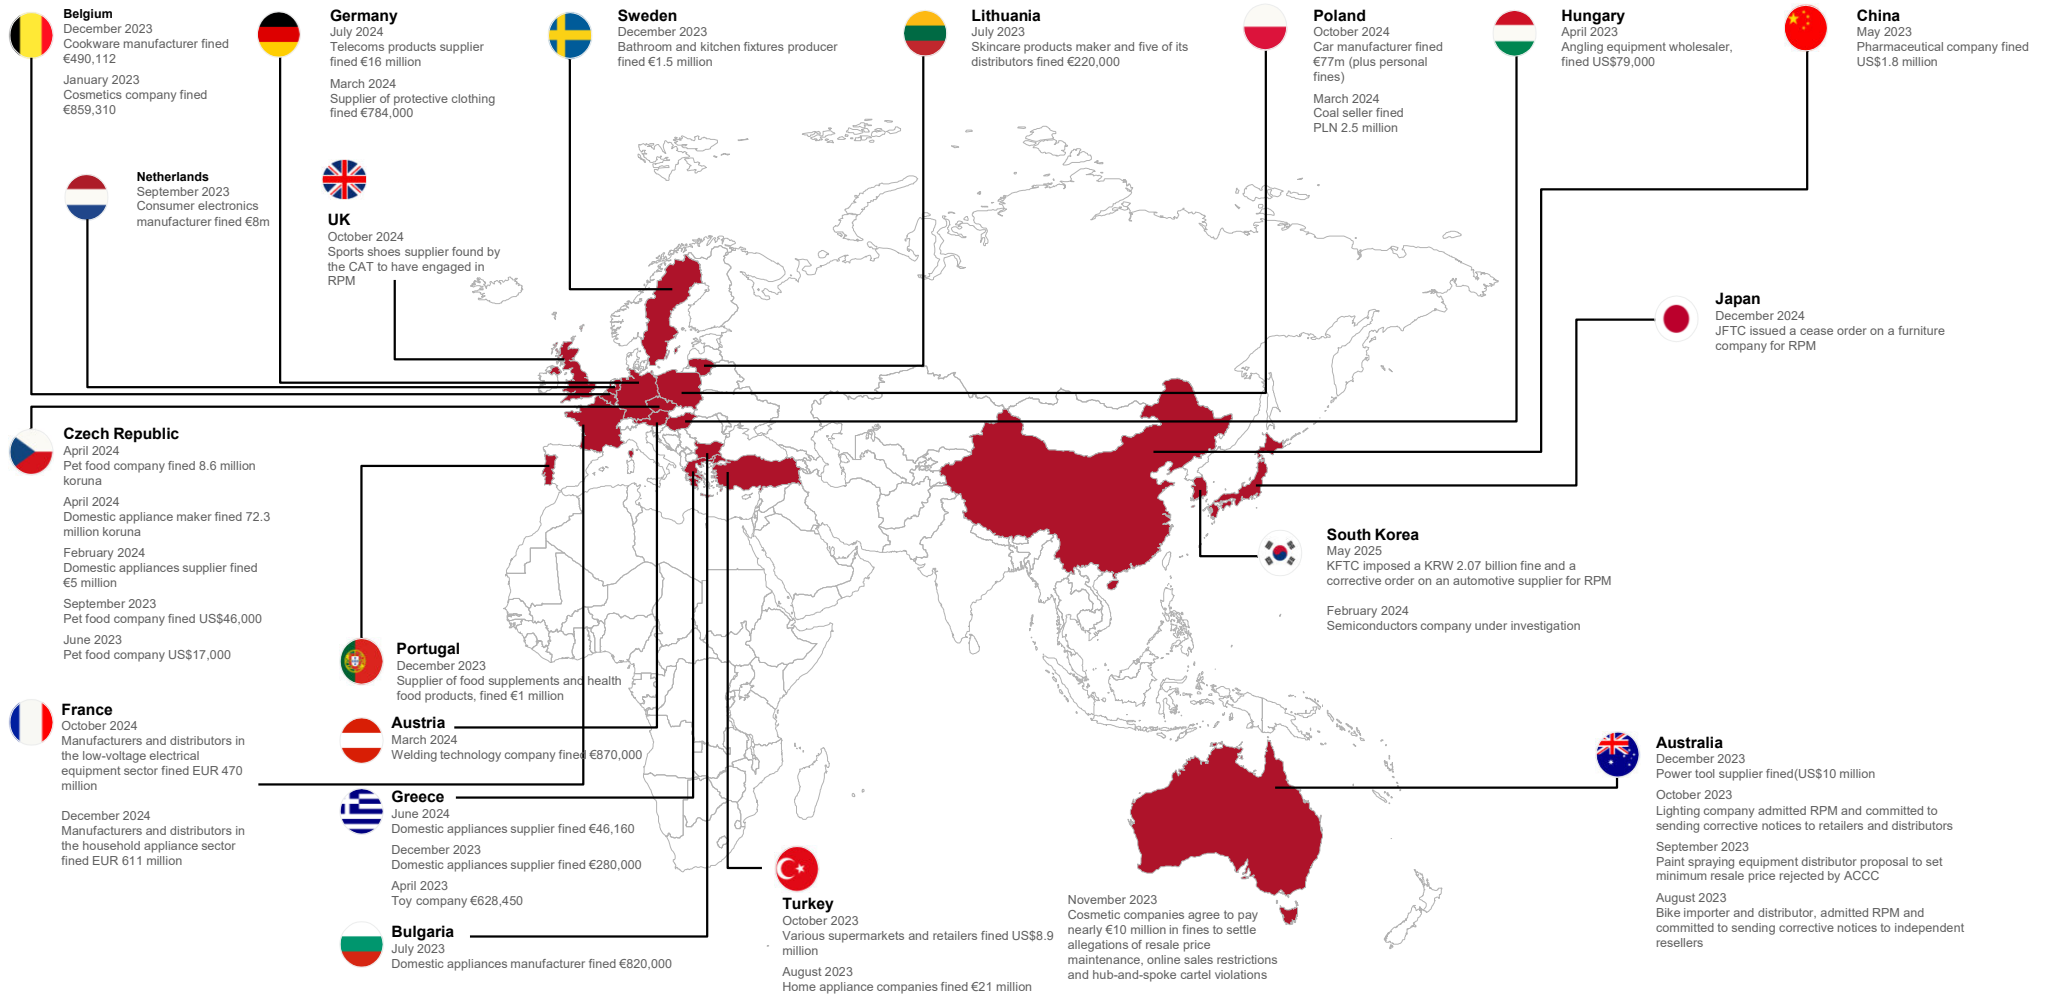 Belgium
December 2023
Cookware manufacturer fined
€490,112
January 2023
Cosmetics company fined
€859,310
Germany
July 2024
Telecoms products supplier
fined €16 million
March 2024
Supplier of protective clothing
fined €784,000
Sweden
December 2023
Bathroom and kitchen fixtures producer
fined €1.5 million
Lithuania
July 2023
Skincare products maker and five of its
distributors fined €220,000
Poland
October 2024
Car manufacturer fined
€77m (plus personal
fines)
March 2024
Coal seller fined
PLN 2.5 million
Hungary
April 2023
Angling equipment wholesaler,
fined US$79,000
China
May 2023
Pharmaceutical company fined
US$1.8 million
Netherlands
September 2023
Consumer electronics
manufacturer fined €8m
UK
October 2024
Sports shoes supplier found by
the CAT to have engaged in
RPM
Japan
December 2024
JFTC issued a cease order on a furniture
company for RPM
Czech Republic
April 2024
Pet food company fined 8.6 million
koruna
April 2024
Domestic appliance maker fined 72.3
million koruna
February 2024
Domestic appliances supplier fined
€5 million
September 2023
Pet food company fined US$46,000
June 2023
Pet food company US$17,000
South Korea
May 2025
KFTC imposed a KRW 2.07 billion fine and a
corrective order on an automotive supplier for RPM
February 2024
Semiconductors company under investigation
Portugal
December 2023
Supplier of food supplements and health
food products, fined €1 million
France
October 2024
Manufacturers and distributors in
the low-voltage electrical
equipment sector fined EUR 470
million
December 2024
Manufacturers and distributors in
the household appliance sector
fined EUR 611 million
Austria
March 2024
Welding technology company fined €870,000
Greece
June 2024
Domestic appliances supplier fined €46,160
December 2023
Domestic appliances supplier fined €280,000
April 2023
Toy company €628,450
Bulgaria
July 2023
Domestic appliances manufacturer fined €820,000
Turkey
October 2023
Various supermarkets and retailers fined US$8.9
million
August 2023
Home appliance companies fined €21 million
November 2023
Cosmetic companies agree to pay
nearly €10 million in fines to settle
allegations of resale price
maintenance, online sales restrictions
and hub-and-spoke cartel violations
Australia
December 2023
Power tool supplier fined(US$10 million
October 2023
Lighting company admitted RPM and committed to
sending corrective notices to retailers and distributors
September 2023
Paint spraying equipment distributor proposal to set
minimum resale price rejected by ACCC
August 2023
Bike importer and distributor, admitted RPM and
committed to sending corrective notices to independent
resellers